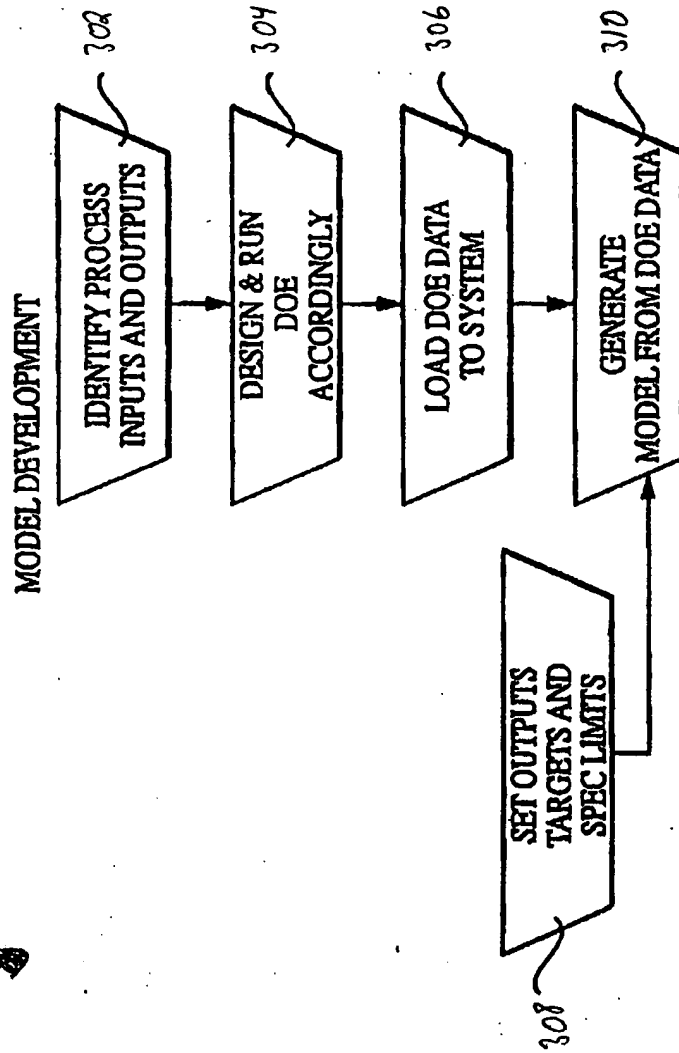 MODEL DEVELOPMENT
IDENTIFY PROCESS
INPUTS AND OUTPUTS
302
DESIGN & RUN
DOE
ACCORDINGLY
304
LOAD DOE DATA
TO SYSTEM
306
SET OUTPUTS
TARGETS AND
SPEC LIMITS
308
GENERATE
MODEL FROM DOE DATA
310